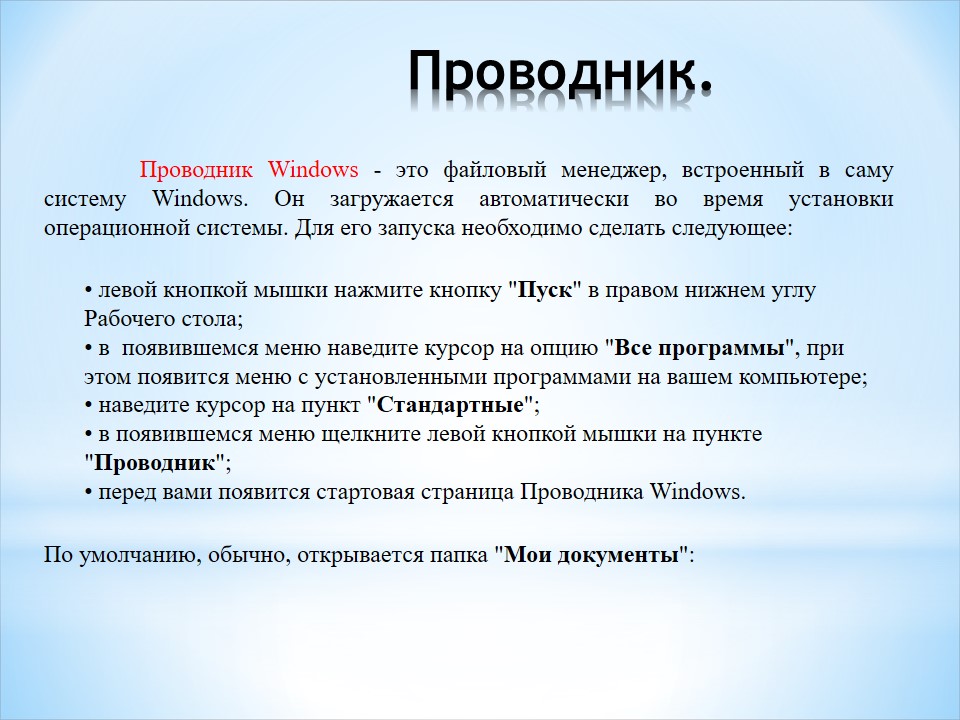 Проводник.
Проводник Windows - это файловый менеджер, встроенный в саму
систему Windows. Он загружается автоматически во время установки
операционной системы. Для его запуска необходимо сделать следующее:
• левой кнопкой мышки нажмите кнопку "Пуск" в правом нижнем углу
Рабочего стола;
• в  появившемся меню наведите курсор на опцию "Все программы", при
этом появится меню с установленными программами на вашем компьютере;
• наведите курсор на пункт "Стандартные";
• в появившемся меню щелкните левой кнопкой мышки на пункте
"Проводник";
• перед вами появится стартовая страница Проводника Windows.
По умолчанию, обычно, открывается папка "Мои документы":